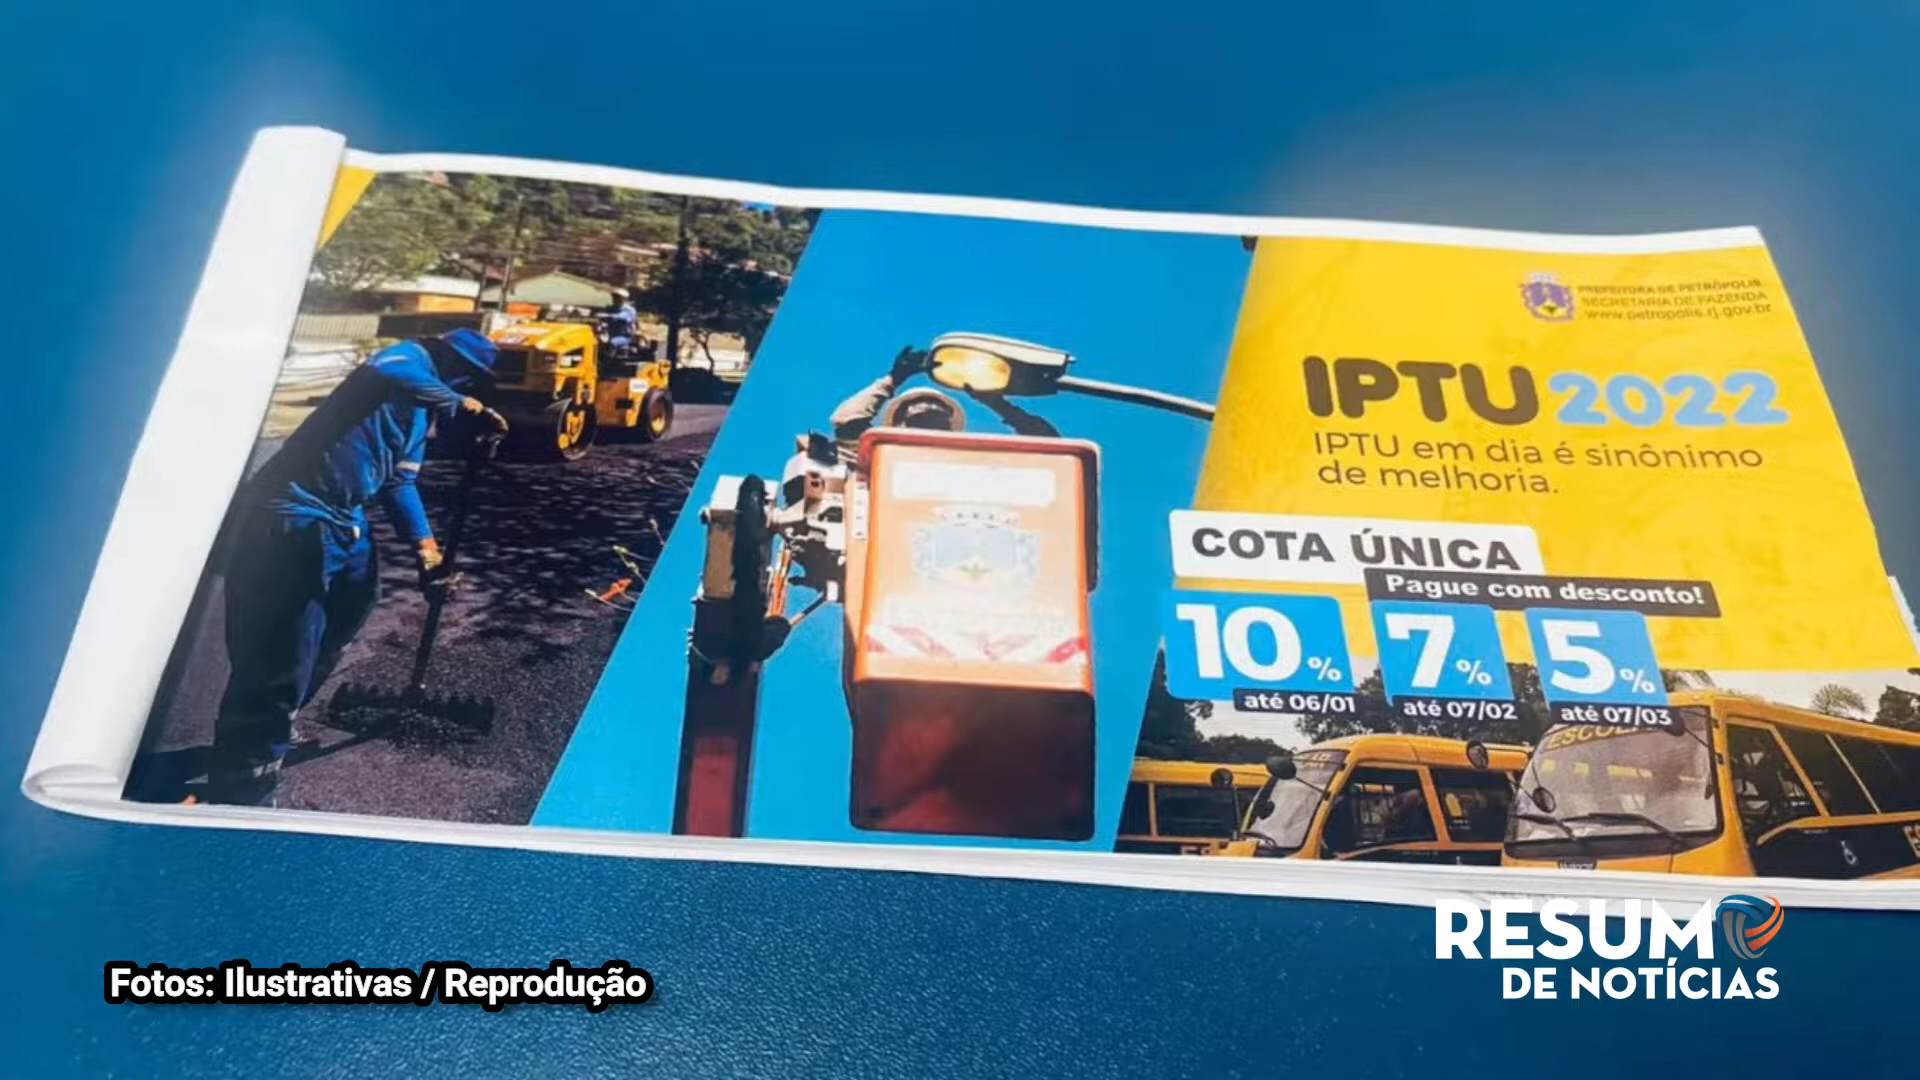 PREFEITURA DE PETRÓPOLIS
SECRETARIA DE FAZENDA
www.petropolis.rj.gov.br
IPTU 2022
IPTU em dia é sinônimo
de melhoria.
COTA ÚNICA
Pague com desconto!
10% 7% 5%
até 06/01 até 07/02 até 07/03
Fotos: Ilustrativas / Reprodução
RESUMO
DE NOTÍCIAS